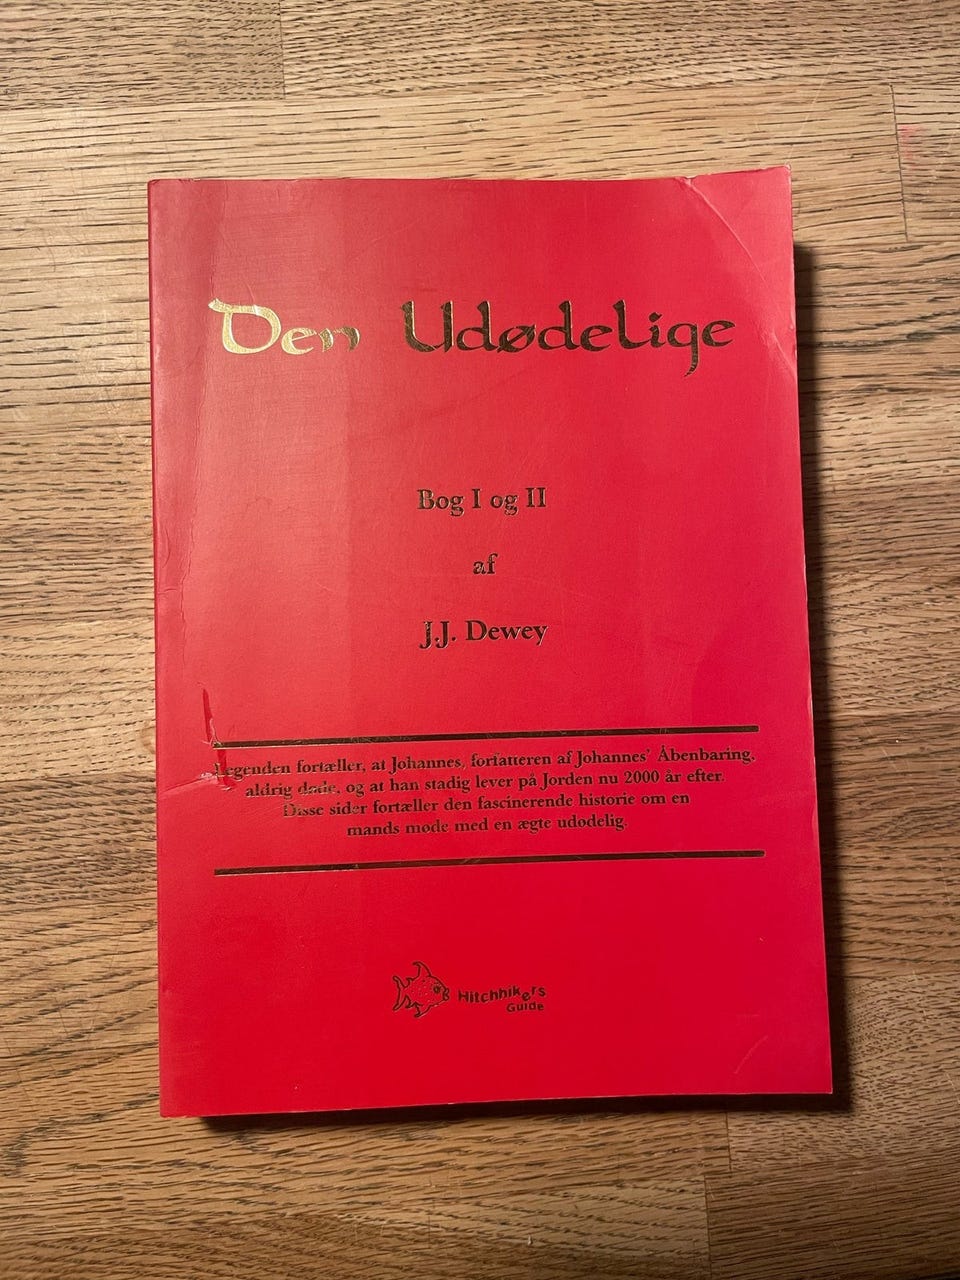 Den Udødelige
Bog I og II
af
J.J. Dewey
Legenden fortæller, at Johannes, forfatteren af Johannes' Åbenbaring,
aldrig døde, og at han stadig lever på Jorden nu 2000 år efter.
Disse sider fortæller den fascinerende historie om en
mands møde med en ægte udødelig.
Hitchhikers
Guide